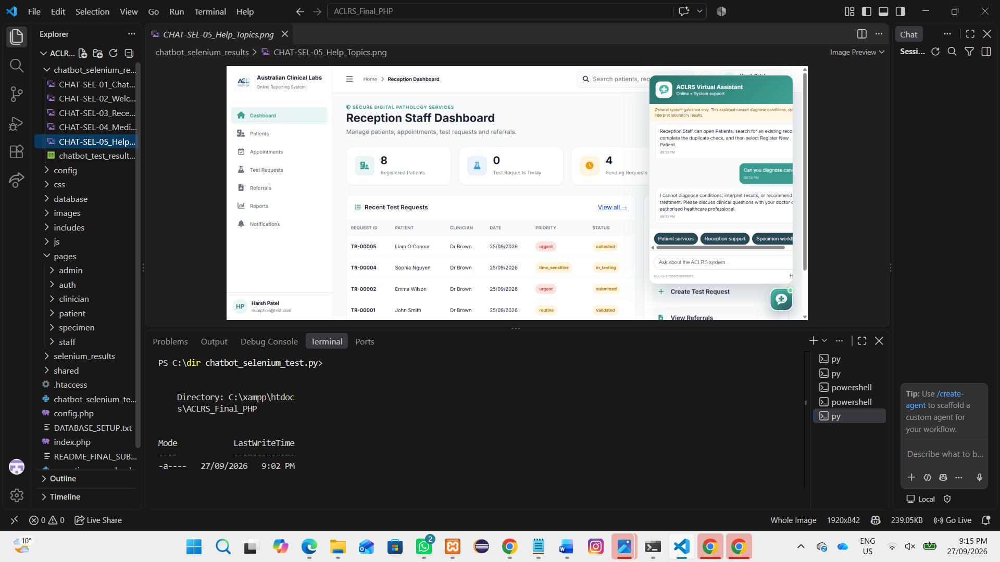 File Edit Selection View Go Run Terminal Help
ACLRS_Final_PHP
Explorer
ACLR...
chatbot_selenium_re...
CHAT-SEL-01_Chat...
CHAT-SEL-02_Welc...
CHAT-SEL-03_Rece...
CHAT-SEL-04_Medi...
CHAT-SEL-05_Help...
chatbot_test_result...
config
css
database
images
includes
js
pages
admin
auth
clinician
patient
specimen
staff
selenium_results
shared
.htaccess
chatbot_selenium_te...
config.php
DATABASE_SETUP.txt
index.php
README_FINAL_SUB...
Outline
Timeline
CHAT-SEL-05_Help_Topics.png
chatbot_selenium_results > CHAT-SEL-05_Help_Topics.png
Image Preview
ACL
Australian Clinical Labs
Online Reporting System
Dashboard
Patients
Appointments
Test Requests
Referrals
Reports
Notifications
HP
Harsh Patel
reception@test.com
Home > Reception Dashboard
Search patients, req
SECURE DIGITAL PATHOLOGY SERVICES
Reception Staff Dashboard
Manage patients, appointments, test requests and referrals.
8
Registered Patients
0
Test Requests Today
4
Pending Requests
Recent Test Requests
View all →
REQUEST ID PATIENT CLINICIAN DATE PRIORITY STATUS
TR-00005 Liam O'Connor Dr Brown 25/09/2026 urgent collected
TR-00004 Sophia Nguyen Dr Brown 25/09/2026 time_sensitive in_testing
TR-00002 Emma Wilson Dr Brown 25/09/2026 urgent submitted
TR-00001 John Smith Dr Brown 25/09/2026 routine validated
ACLRS Virtual Assistant
Online • System support
General system guidance only. This assistant cannot diagnose conditions, rec
interpret laboratory results.
Reception Staff can open Patients, search for an existing reco
complete the duplicate check, and then select Register New
Patient.
09:13 PM
Can you diagnose canc
09:13 PM
I cannot diagnose conditions, interpret results, or recommend
treatment. Please discuss clinical questions with your doctor o
authorised healthcare professional.
09:13 PM
Patient services Reception support Specimen workf
Ask about the ACLRS system...
ACLRS support assistant
H
Create Test Request
View Referrals
Problems Output Debug Console Terminal Ports
PS C:\dir chatbot_selenium_test.py>
Directory: C:\xampp\htdoc
s\ACLRS_Final_PHP
Mode LastWriteTime
---- -------------
-a---- 27/09/2026 9:02 PM
py
py
powershell
powershell
py
Chat
Sessi...
Tip: Use /create-
agent to scaffold a
custom agent for
your workflow.
Describe what to b...
Local
0 0 Live Share
Whole Image 1920x842 239.05KB Go Live
10°
2
ENG
US
9:15 PM
27/09/2026